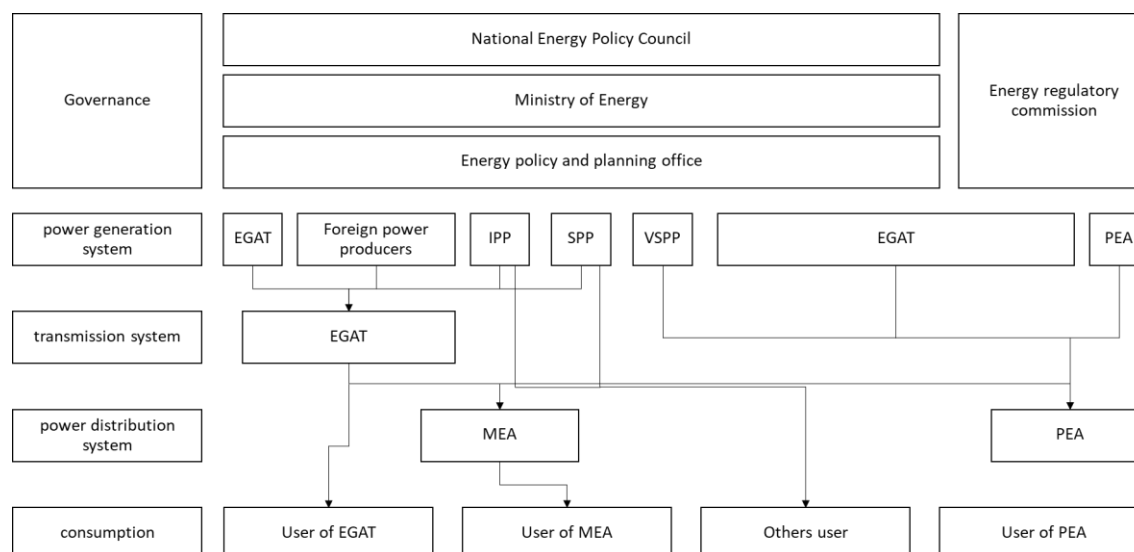 National Energy Policy Council
Governance
Ministry of Energy
Energy regulatory
commission
Energy policy and planning office
power generation
system
EGAT
Foreign power
producers
IPP
SPP
VSPP
EGAT
PEA
transmission system
EGAT
power distribution
system
MEA
PEA
consumption
User of EGAT
User of MEA
Others user
User of PEA